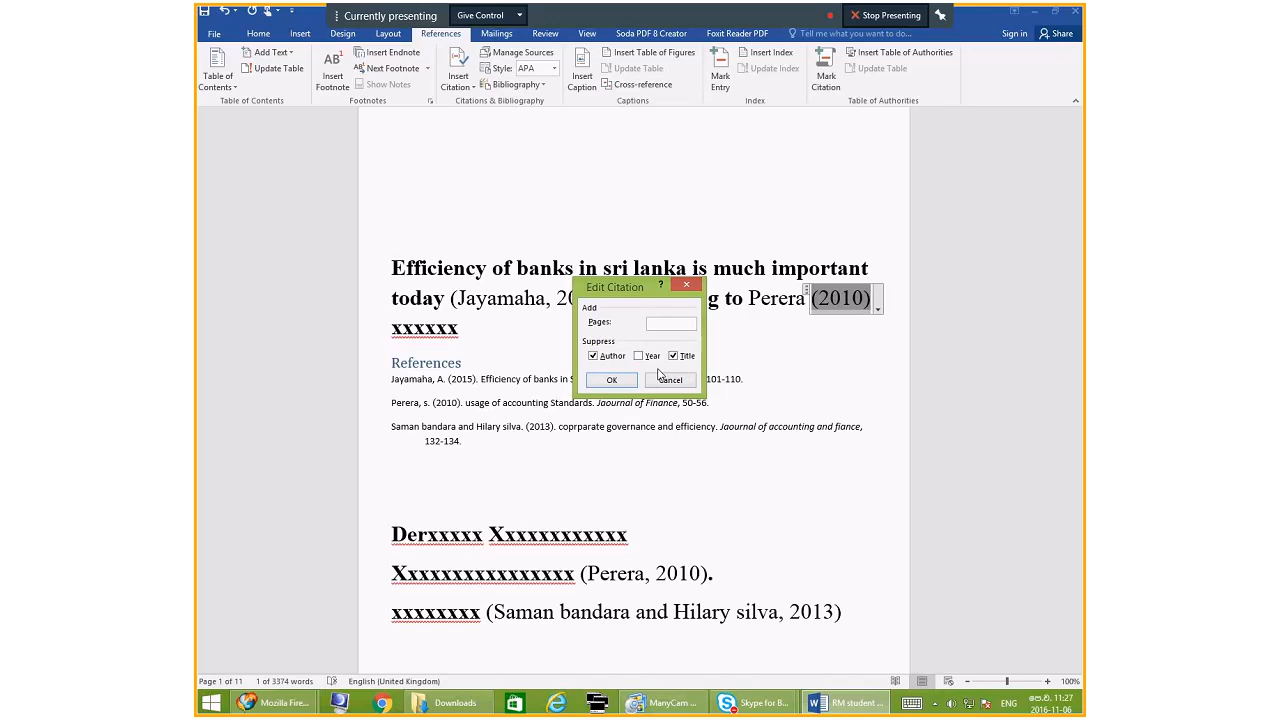 Currently presenting
Give Control
Stop Presenting
File
Home
Insert
Design
Layout
References
Mailings
Review
View
Soda PDF 8 Creator
Foxit Reader PDF
Tell me what you want to do...
Sign in
Share
Table of Contents
Add Text
Update Table
Table of Contents
AB1
Insert Footnote
Insert Endnote
Next Footnote
Show Notes
Footnotes
Insert Citation
Manage Sources
Style: APA
Bibliography
Citations & Bibliography
Insert Caption
Insert Table of Figures
Update Table
Cross-reference
Captions
Mark Entry
Insert Index
Update Index
Index
Mark Citation
Insert Table of Authorities
Update Table
Table of Authorities
Efficiency of banks in sri lanka is much important
today (Jayamaha, 20 g to Perera (2010)
xxxxxx
References
Jayamaha, A. (2015). Efficiency of banks in S 101-110.
Perera, s. (2010). usage of accounting Standards. Jaournal of Finance, 50-56.
Saman bandara and Hilary silva. (2013). coprparate governance and efficiency. Jaournal of accounting and fiance,
132-134.
Edit Citation
?
Add
Pages:
Suppress
Author Year Title
OK
Cancel
Derxxxxx Xxxxxxxxxxxx
Xxxxxxxxxxxxxxx (Perera, 2010).
xxxxxxxx (Saman bandara and Hilary silva, 2013)
Page 1 of 11
1 of 3374 words
English (United Kingdom)
100%
Mozilla Fire...
Downloads
ManyCam ...
Skype for B...
RM student ...
ENG
11:27
2016-11-06